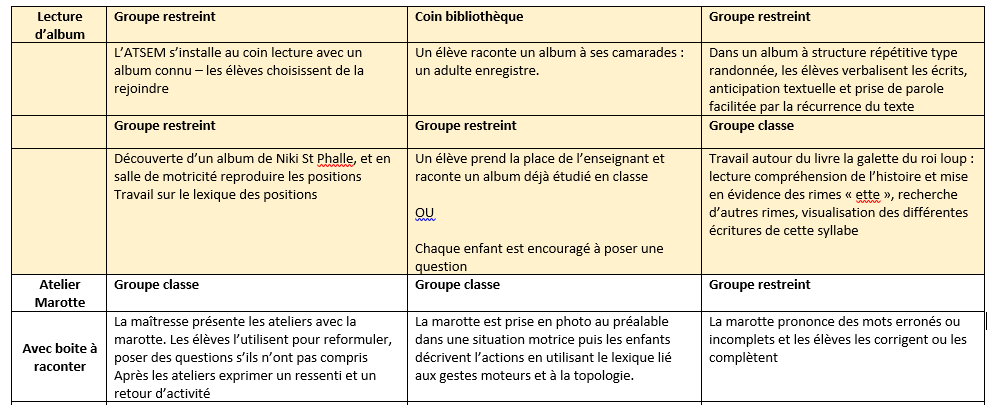 Lecture
d’album
Groupe restreint
Coin bibliothèque
Groupe restreint
L’ATSEM s’installe au coin lecture avec un
album connu – les élèves choisissent de la
rejoindre
Un élève raconte un album à ses camarades :
un adulte enregistre.
Dans un album à structure répétitive type
randonnée, les élèves verbalisent les écrits,
anticipation textuelle et prise de parole
facilitée par la récurrence du texte
Groupe restreint
Groupe restreint
Groupe classe
Découverte d’un album de Niki St Phalle, et en
salle de motricité reproduire les positions
Travail sur le lexique des positions
Un élève prend la place de l’enseignant et
raconte un album déjà étudié en classe
OU
Chaque enfant est encouragé à poser une
question
Travail autour du livre la galette du roi loup :
lecture compréhension de l’histoire et mise
en évidence des rimes « ette », recherche
d’autres rimes, visualisation des différentes
écritures de cette syllabe
Atelier
Marotte
Groupe classe
Groupe classe
Groupe restreint
Avec boite à
raconter
La maîtresse présente les ateliers avec la
marotte. Les élèves l’utilisent pour reformuler,
poser des questions s’ils n’ont pas compris
Après les ateliers exprimer un ressenti et un
retour d’activité
La marotte est prise en photo au préalable
dans une situation motrice puis les enfants
décrivent l’actions en utilisant le lexique lié
aux gestes moteurs et à la topologie.
La marotte prononce des mots erronés ou
incomplets et les élèves les corrigent ou les
complètent